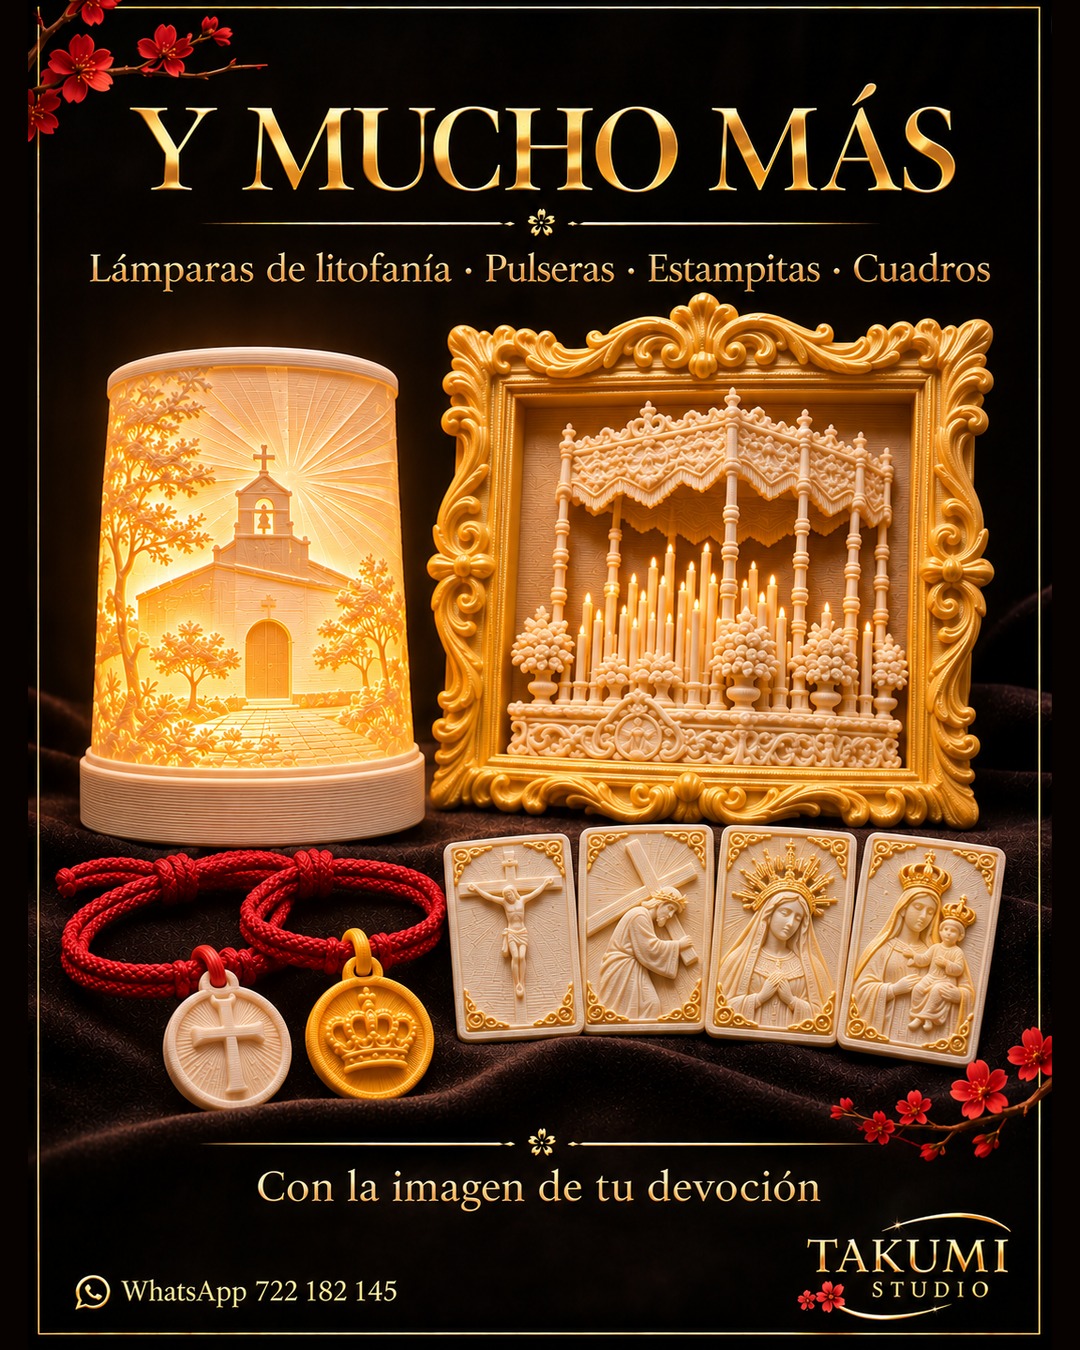 Y MUCHO MÁS
Lámparas de litofanía · Pulseras · Estampitas · Cuadros
Con la imagen de tu devoción
WhatsApp 722 182 145
TAKUMI
STUDIO